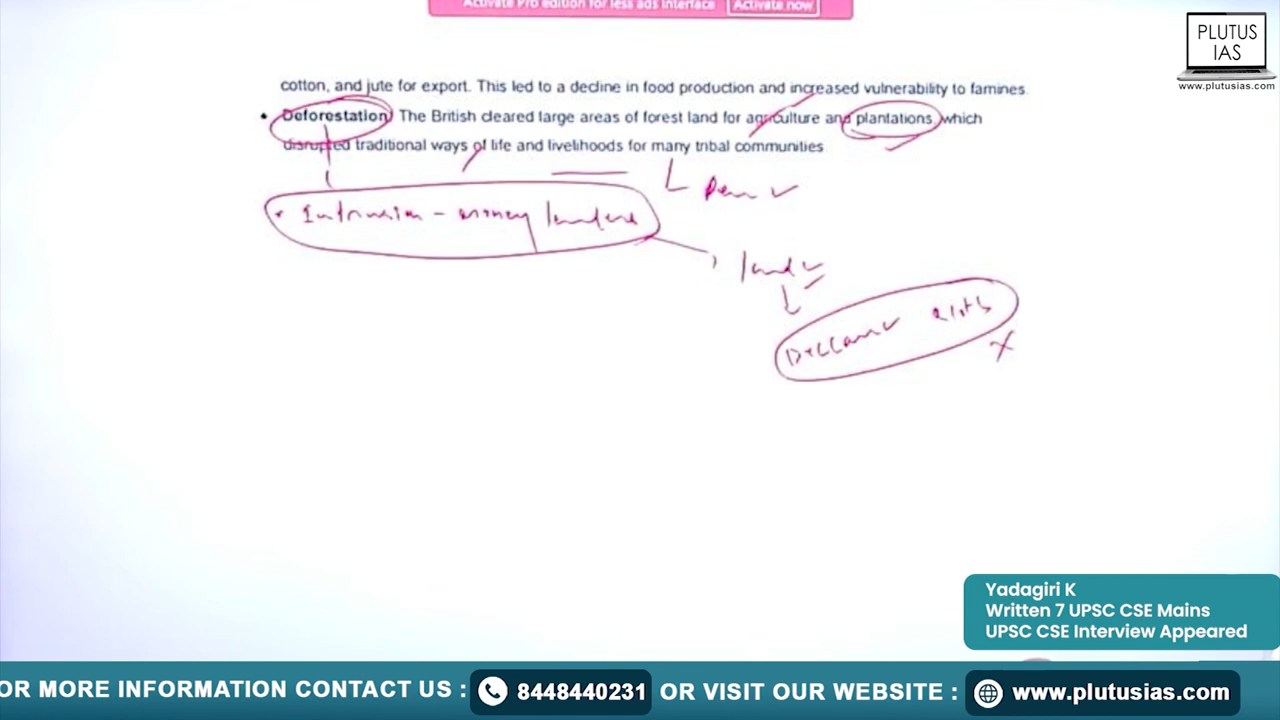 Activate Pro edition for less ads interface Activate now
PLUTUS
IAS
www.plutusias.com
cotton, and jute for export. This led to a decline in food production and increased vulnerability to famines.
• Deforestation: The British cleared large areas of forest land for agriculture and plantations, which
disrupted traditional ways of life and livelihoods for many tribal communities.
Intrusion - money lenders
land
Deccan riots
Yadagiri K
Written 7 UPSC CSE Mains
UPSC CSE Interview Appeared
OR MORE INFORMATION CONTACT US : 8448440231 OR VISIT OUR WEBSITE : www.plutusias.com